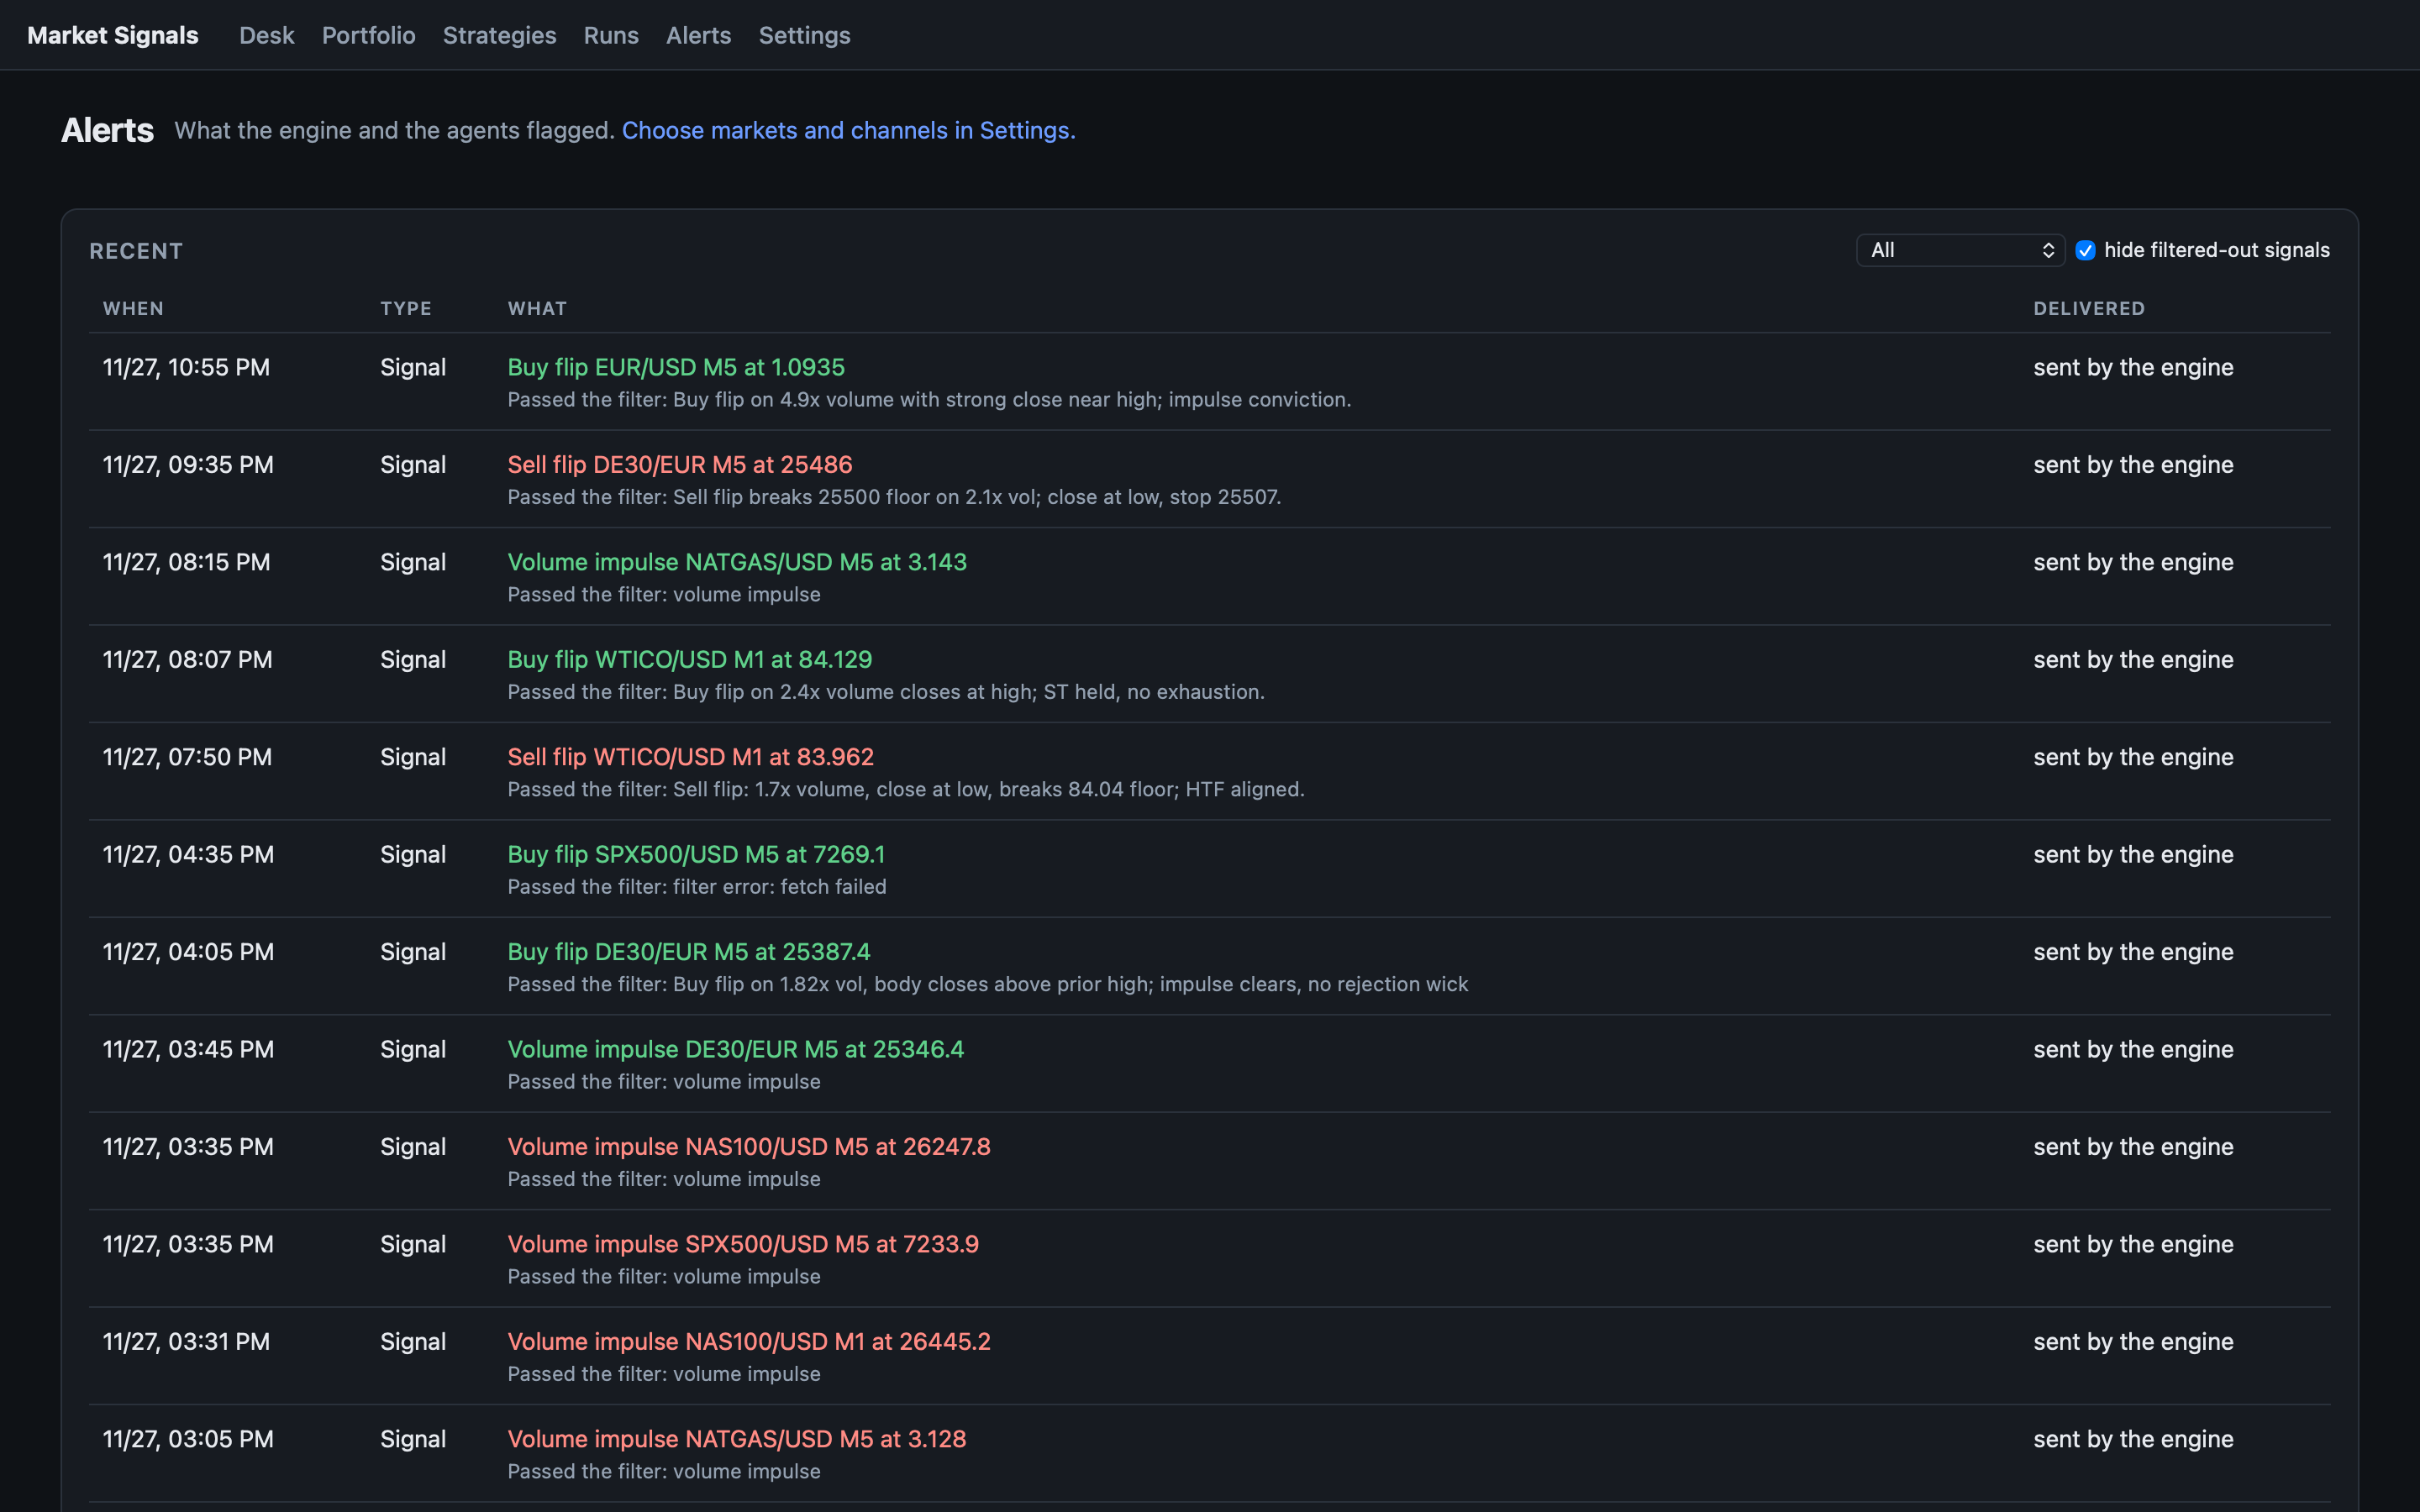 Market Signals Desk Portfolio Strategies Runs Alerts Settings
Alerts What the engine and the agents flagged. Choose markets and channels in Settings.
RECENT All hide filtered-out signals
WHEN TYPE WHAT DELIVERED
11/27, 10:55 PM Signal Buy flip EUR/USD M5 at 1.0935 sent by the engine
Passed the filter: Buy flip on 4.9x volume with strong close near high; impulse conviction.
11/27, 09:35 PM Signal Sell flip DE30/EUR M5 at 25486 sent by the engine
Passed the filter: Sell flip breaks 25500 floor on 2.1x vol; close at low, stop 25507.
11/27, 08:15 PM Signal Volume impulse NATGAS/USD M5 at 3.143 sent by the engine
Passed the filter: volume impulse
11/27, 08:07 PM Signal Buy flip WTICO/USD M1 at 84.129 sent by the engine
Passed the filter: Buy flip on 2.4x volume closes at high; ST held, no exhaustion.
11/27, 07:50 PM Signal Sell flip WTICO/USD M1 at 83.962 sent by the engine
Passed the filter: Sell flip: 1.7x volume, close at low, breaks 84.04 floor; HTF aligned.
11/27, 04:35 PM Signal Buy flip SPX500/USD M5 at 7269.1 sent by the engine
Passed the filter: filter error: fetch failed
11/27, 04:05 PM Signal Buy flip DE30/EUR M5 at 25387.4 sent by the engine
Passed the filter: Buy flip on 1.82x vol, body closes above prior high; impulse clears, no rejection wick
11/27, 03:45 PM Signal Volume impulse DE30/EUR M5 at 25346.4 sent by the engine
Passed the filter: volume impulse
11/27, 03:35 PM Signal Volume impulse NAS100/USD M5 at 26247.8 sent by the engine
Passed the filter: volume impulse
11/27, 03:35 PM Signal Volume impulse SPX500/USD M5 at 7233.9 sent by the engine
Passed the filter: volume impulse
11/27, 03:31 PM Signal Volume impulse NAS100/USD M1 at 26445.2 sent by the engine
Passed the filter: volume impulse
11/27, 03:05 PM Signal Volume impulse NATGAS/USD M5 at 3.128 sent by the engine
Passed the filter: volume impulse